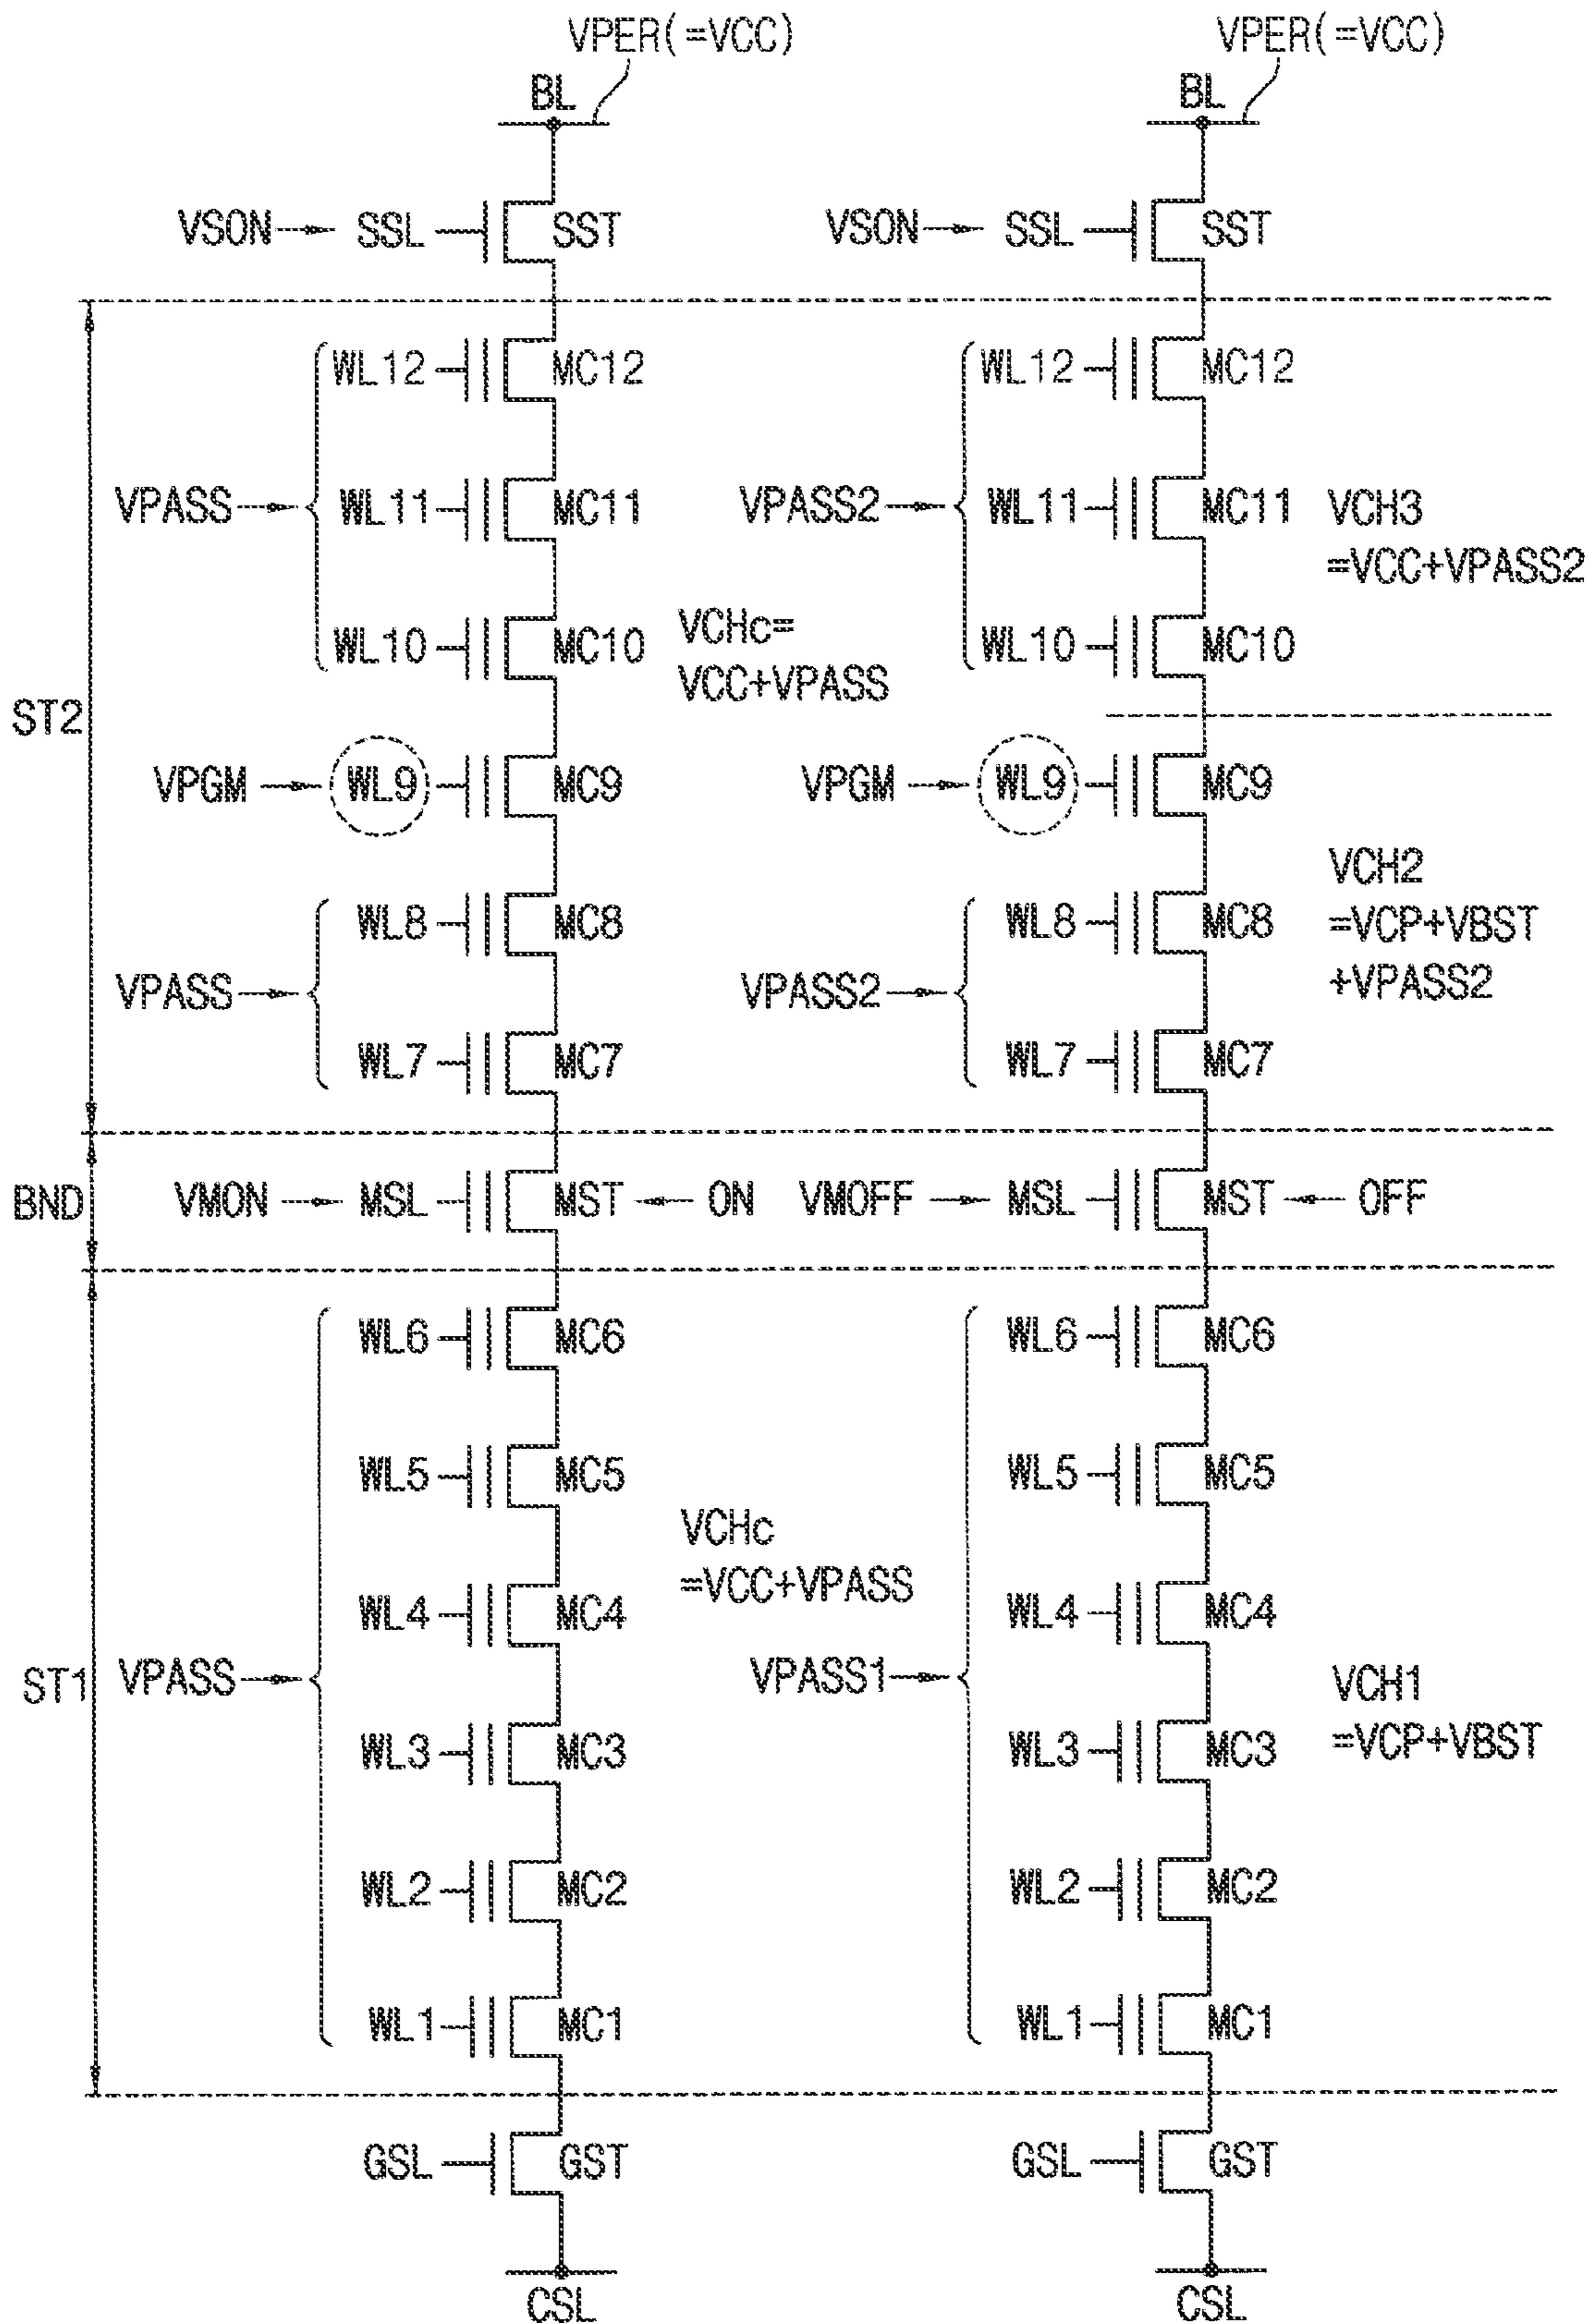 VPER(=VCC) VPER(=VCC)
BL BL
VSON SSL SST VSON SSL SST
WL12 MC12 WL12 MC12
VPASS WL11 MC11 VPASS2 WL11 MC11 VCH3
=VCC+VPASS2
WL10 MC10 VCHc= WL10 MC10
VCC+VPASS
ST2
VPGM WL9 MC9 VPGM WL9 MC9
VCH2
WL8 MC8 WL8 MC8 =VCP+VBST
VPASS VPASS2 +VPASS2
WL7 MC7 WL7 MC7
BND VMON MSL MST ON VMOFF MSL MST OFF
WL6 MC6 WL6 MC6
WL5 MC5 WL5 MC5
VCHc
=VCC+VPASS
WL4 MC4 WL4 MC4
ST1 VPASS VPASS1 VCH1
WL3 MC3 WL3 MC3 =VCP+VBST
WL2 MC2 WL2 MC2
WL1 MC1 WL1 MC1
GSL GST GSL GST
CSL CSL